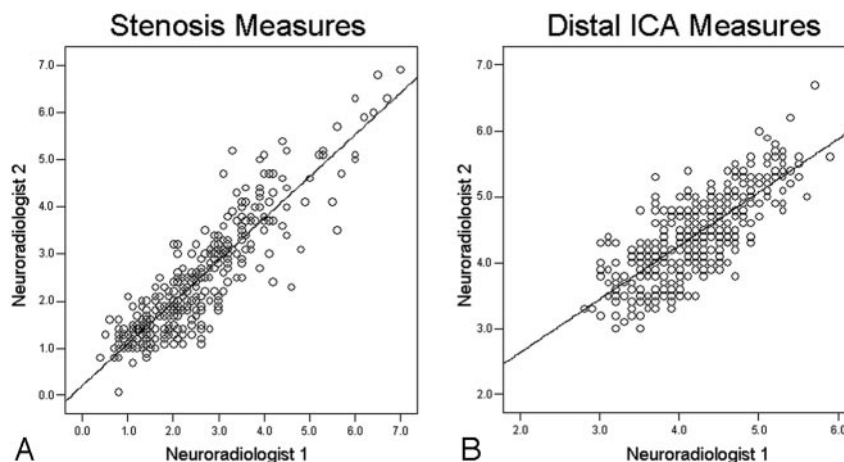 Stenosis Measures
Neuroradiologist 2
7.0
6.0
5.0
4.0
3.0
2.0
1.0
0.0
0.0 1.0 2.0 3.0 4.0 5.0 6.0 7.0
A
Neuroradiologist 1
Distal ICA Measures
Neuroradiologist 2
7.0
6.0
5.0
4.0
3.0
2.0
2.0 3.0 4.0 5.0 6.0
B
Neuroradiologist 1